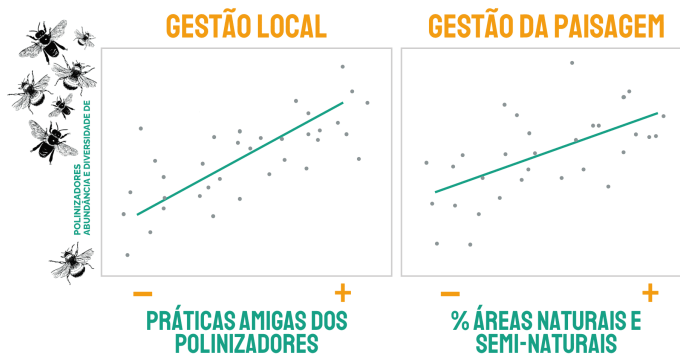 GESTÃO LOCAL
GESTÃO DA PAISAGEM
POLINIZADORES
ABUNDÂNCIA E DIVERSIDADE DE
−
+
−
+
PRÁTICAS AMIGAS DOS
POLINIZADORES
% ÁREAS NATURAIS E
SEMI-NATURAIS